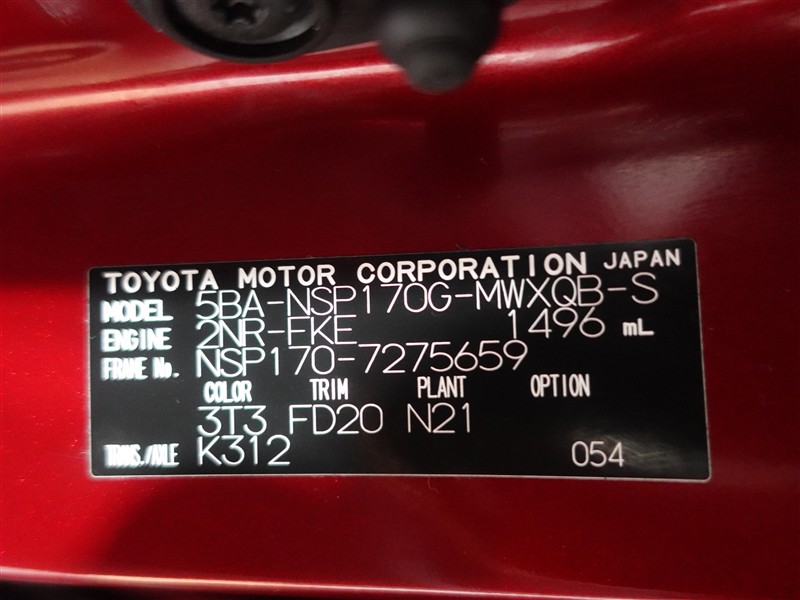 TOYOTA MOTOR CORPORATION JAPAN
MODEL 5BA-NSP170G-MWXQB-S
ENGINE 2NR-FKE 1496 mL
FRAME No. NSP170-7275659
COLOR TRIM PLANT OPTION
3T3 FD20 N21
TRANS./AXLE K312 054